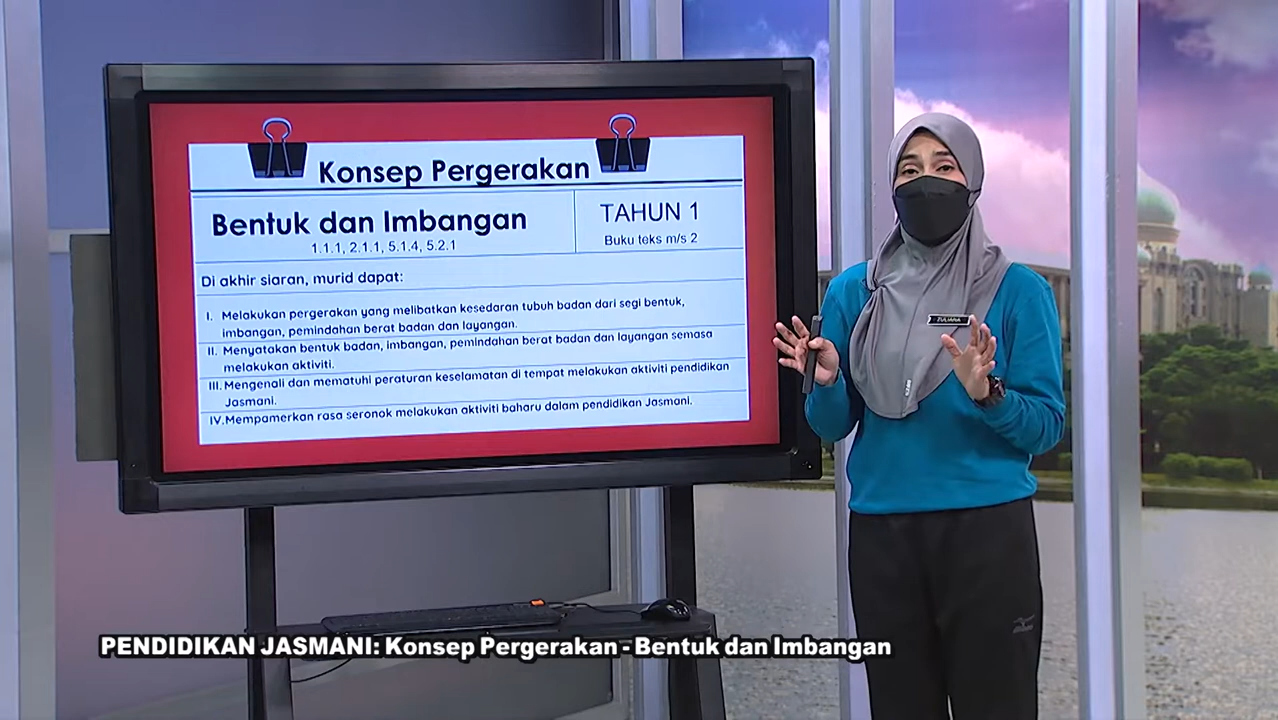 Konsep Pergerakan
Bentuk dan Imbangan
1.1.1, 2.1.1, 5.1.4, 5.2.1
TAHUN 1
Buku teks m/s 2
Di akhir siaran, murid dapat:
I. Melakukan pergerakan yang melibatkan kesedaran tubuh badan dari segi bentuk,
imbangan, pemindahan berat badan dan layangan.
II. Menyatakan bentuk badan, imbangan, pemindahan berat badan dan layangan semasa
melakukan aktiviti.
III. Mengenali dan mematuhi peraturan keselamatan di tempat melakukan aktiviti pendidikan
Jasmani.
IV. Mempamerkan rasa seronok melakukan aktiviti baharu dalam pendidikan Jasmani.
ZULIANA
PENDIDIKAN JASMANI: Konsep Pergerakan - Bentuk dan Imbangan